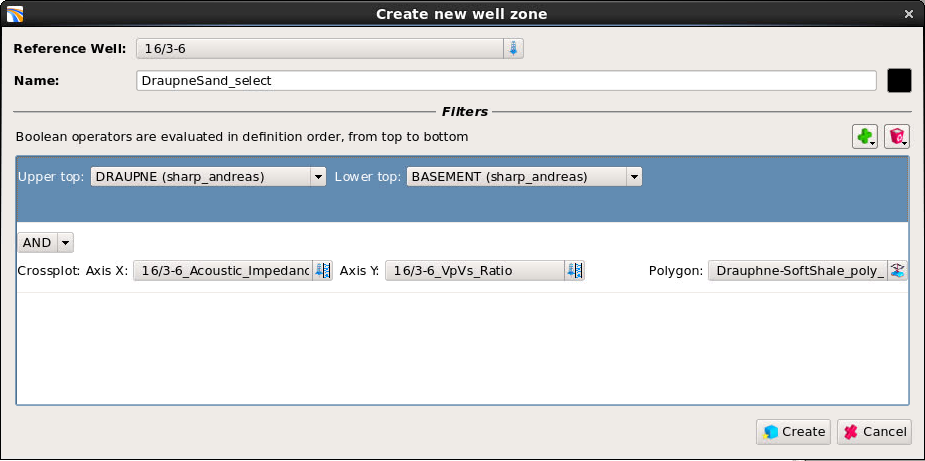 Create new well zone
Reference Well: 16/3-6
Name: DraupneSand_select
Filters
Boolean operators are evaluated in definition order, from top to bottom
Upper top: DRAUPNE (sharp_andreas) Lower top: BASEMENT (sharp_andreas)
AND
Crossplot: Axis X: 16/3-6_Acoustic_Impedanc Axis Y: 16/3-6_VpVs_Ratio Polygon: Drauphne-SoftShale_poly_
Create Cancel